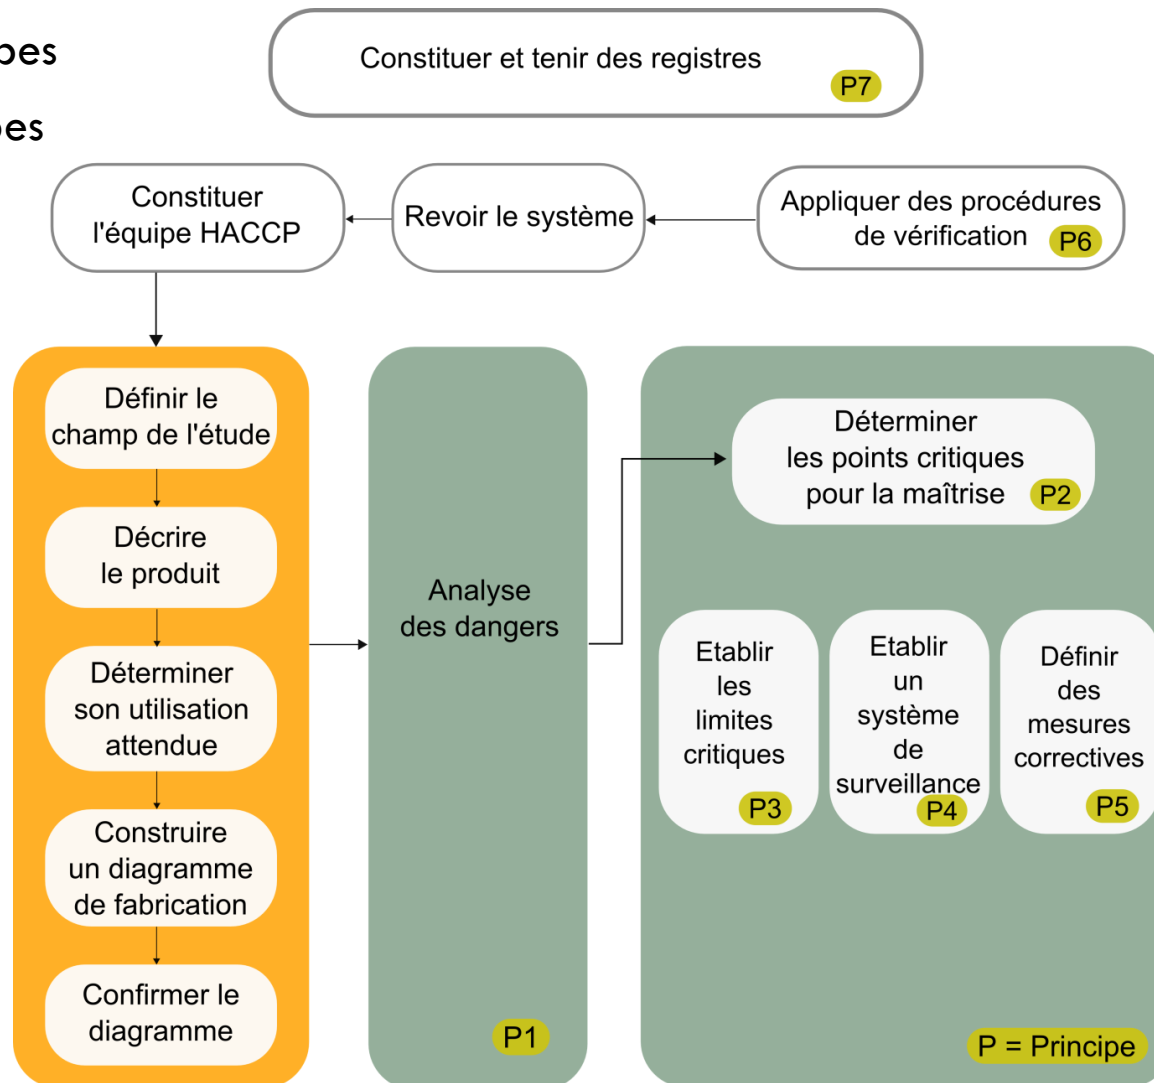 Constituer et tenir des registres
P7
Constituer
l'équipe HACCP
Revoir le système
Appliquer des procédures
de vérification P6
Définir le
champ de l'étude
Décrire
le produit
Déterminer
son utilisation
attendue
Construire
un diagramme
de fabrication
Confirmer le
diagramme
Analyse
des dangers
P1
Déterminer
les points critiques
pour la maîtrise P2
Etablir
les
limites
critiques
P3
Etablir
un
système
de
surveillance
P4
Définir
des
mesures
correctives
P5
P = Principe